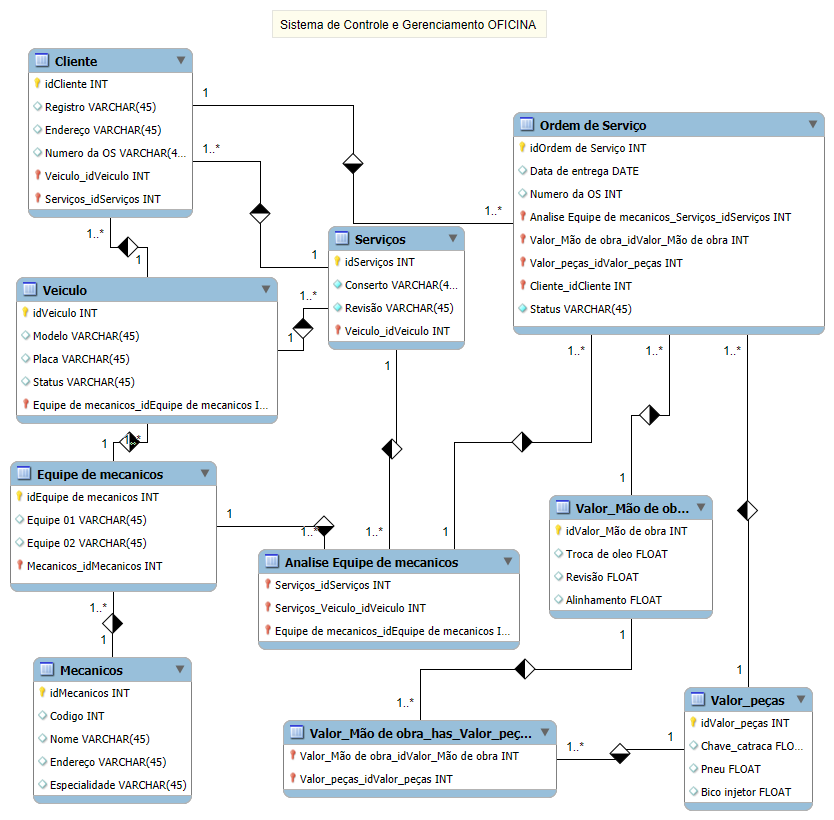 Sistema de Controle e Gerenciamento OFICINA
Cliente
idCliente INT
Registro VARCHAR(45)
Endereço VARCHAR(45)
Numero da OS VARCHAR(4...
Veiculo_idVeiculo INT
Serviços_idServiços INT
1
1..*
1..*
1
1
1..*
Ordem de Serviço
idOrdem de Serviço INT
Data de entrega DATE
Numero da OS INT
Analise Equipe de mecanicos_Serviços_idServiços INT
Valor_Mão de obra_idValor_Mão de obra INT
Valor_peças_idValor_peças INT
Cliente_idCliente INT
Status VARCHAR(45)
Serviços
idServiços INT
Conserto VARCHAR(4...
Revisão VARCHAR(45)
Veiculo_idVeiculo INT
Veiculo
idVeiculo INT
Modelo VARCHAR(45)
Placa VARCHAR(45)
Status VARCHAR(45)
Equipe de mecanicos_idEquipe de mecanicos I...
1..*
1
1
1..*
1..*
1..*
1
1..*
Equipe de mecanicos
idEquipe de mecanicos INT
Equipe 01 VARCHAR(45)
Equipe 02 VARCHAR(45)
Mecanicos_idMecanicos INT
1
1..*
1..*
1
1
Analise Equipe de mecanicos
Serviços_idServiços INT
Serviços_Veiculo_idVeiculo INT
Equipe de mecanicos_idEquipe de mecanicos I...
Valor_Mão de ob...
idValor_Mão de obra INT
Troca de oleo FLOAT
Revisão FLOAT
Alinhamento FLOAT
1..*
1
1
1
1..*
Mecanicos
idMecanicos INT
Codigo INT
Nome VARCHAR(45)
Endereço VARCHAR(45)
Especialidade VARCHAR(45)
Valor_Mão de obra_has_Valor_peç...
Valor_Mão de obra_idValor_Mão de obra INT
Valor_peças_idValor_peças INT
1..*
1
Valor_peças
idValor_peças INT
Chave_catraca FLO...
Pneu FLOAT
Bico injetor FLOAT